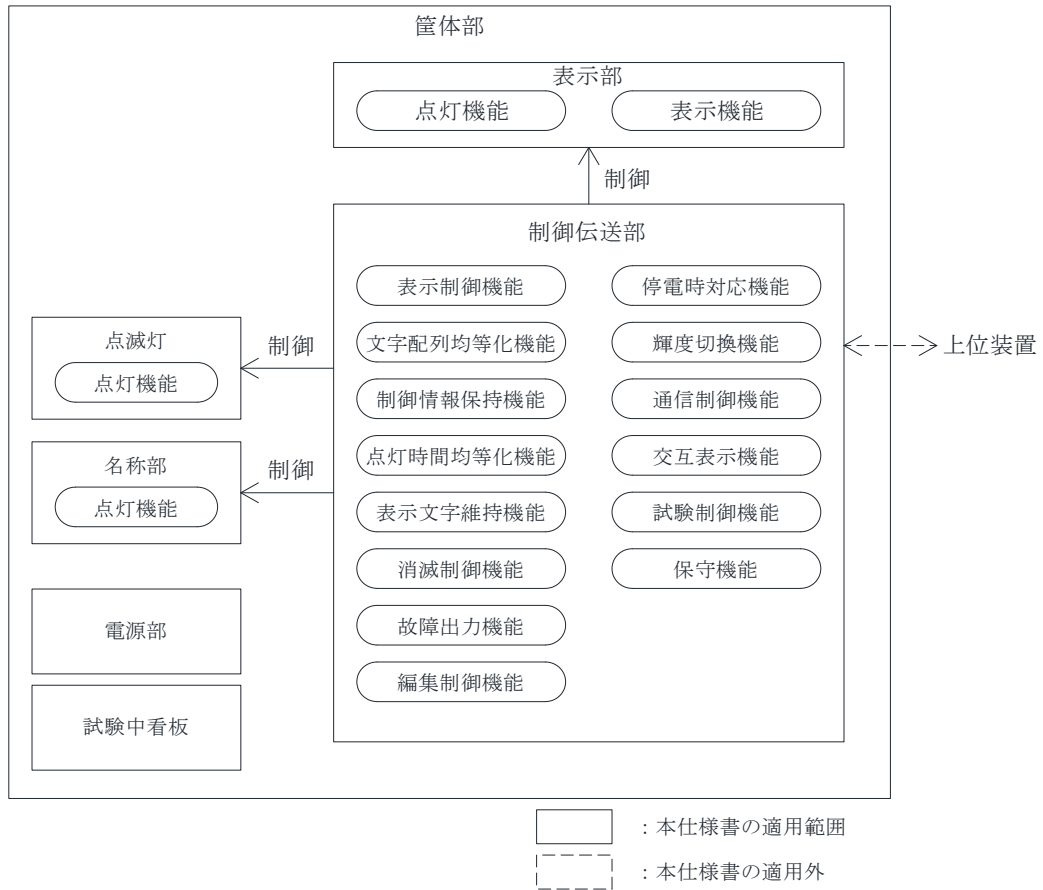 筐体部
表示部
点灯機能
表示機能
制御
制御伝送部
表示制御機能
停電時対応機能
文字配列均等化機能
輝度切換機能
制御情報保持機能
通信制御機能
点灯時間均等化機能
交互表示機能
表示文字維持機能
試験制御機能
消滅制御機能
保守機能
故障出力機能
編集制御機能
上位装置
点滅灯
点灯機能
制御
名称部
点灯機能
制御
電源部
試験中看板
：本仕様書の適用範囲
：本仕様書の適用外